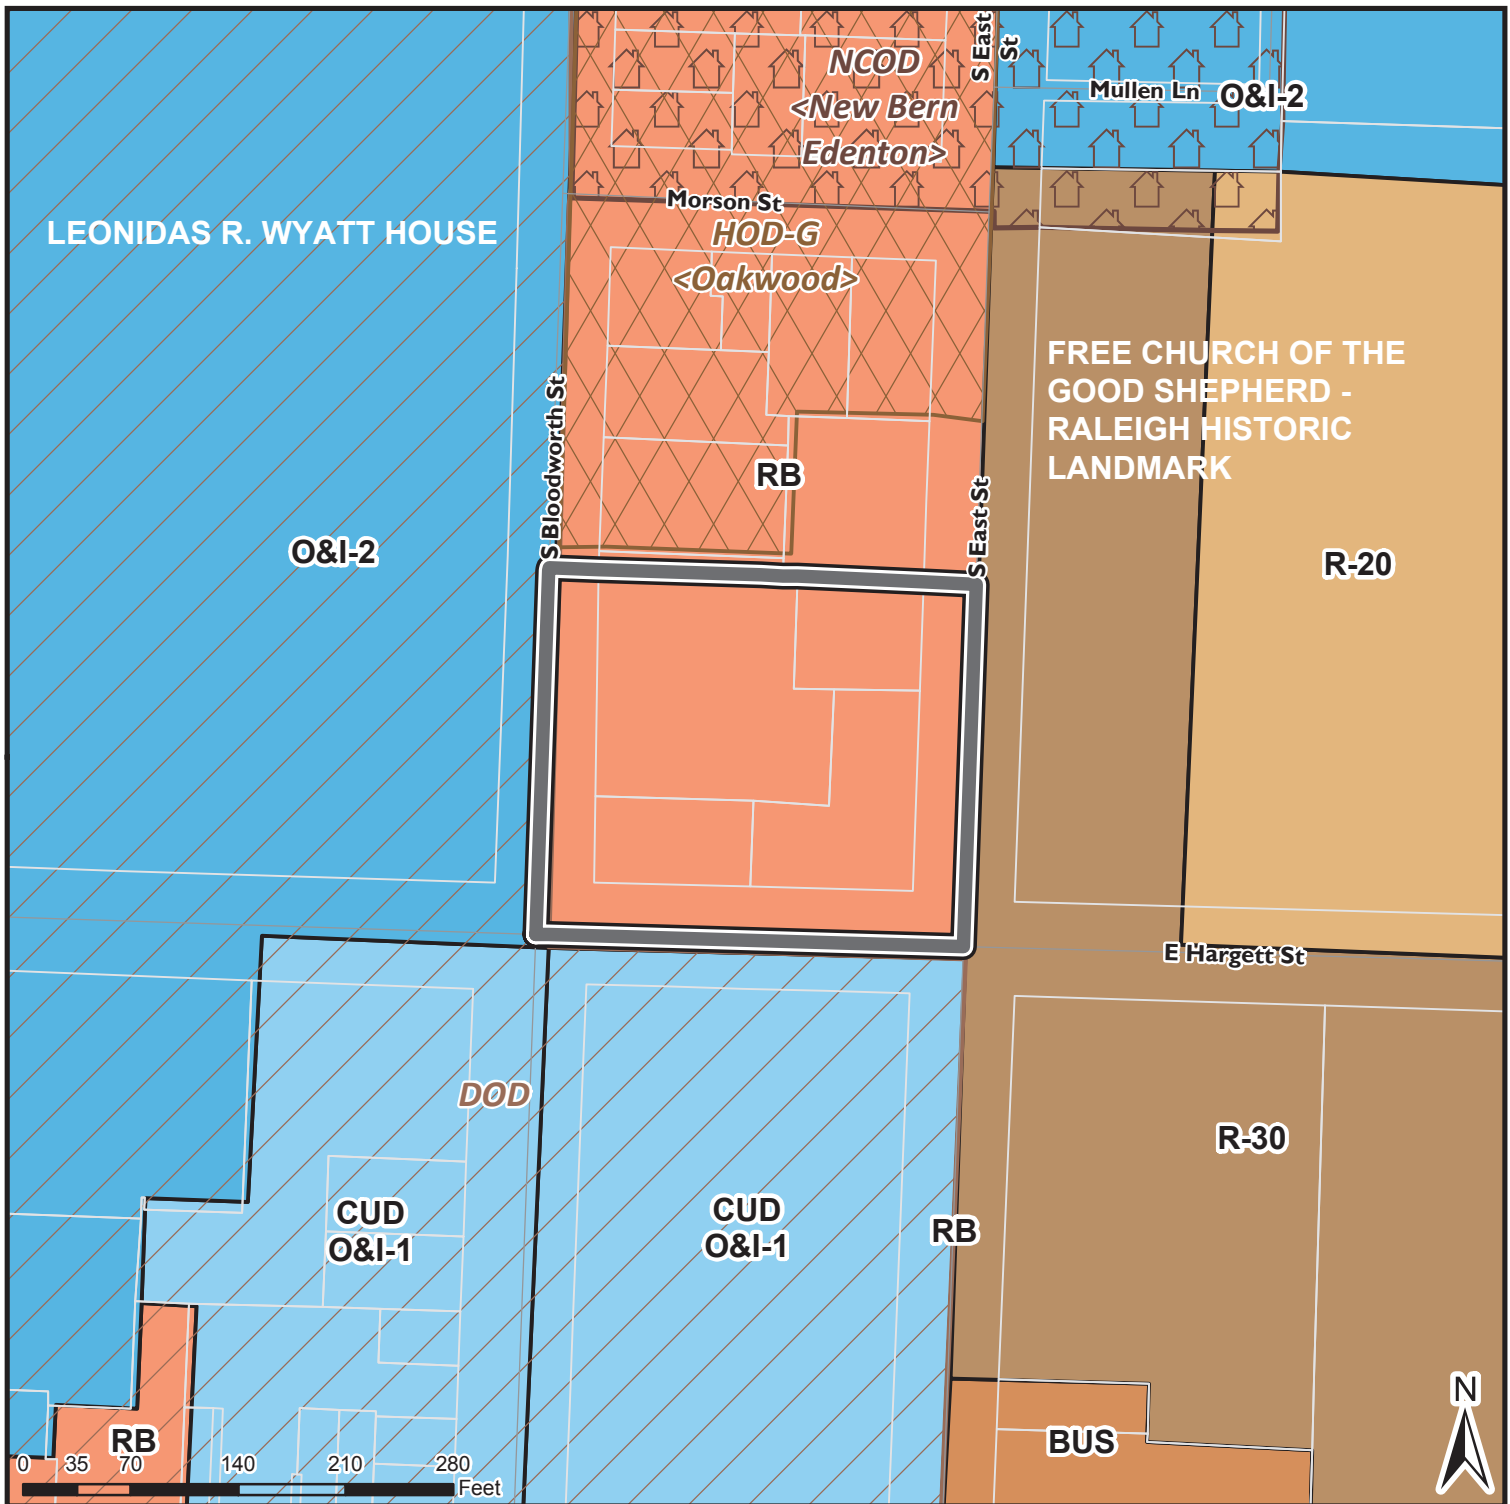 S East
St
NCOD
<New Bern
Edenton>
Mullen Ln
O&I-2
Morson St
HOD-G
<Oakwood>
LEONIDAS R. WYATT HOUSE
FREE CHURCH OF THE
GOOD SHEPHERD -
RALEIGH HISTORIC
LANDMARK
S Bloodworth St
RB
S East St
O&I-2
R-20
E Hargett St
DOD
R-30
CUD
O&I-1
CUD
O&I-1
RB
RB
BUS
N
0 35 70 140 210 280
Feet